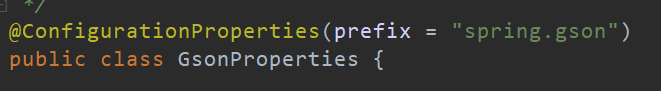 */
@ConfigurationProperties(prefix = "spring.gson")
public class GsonProperties {